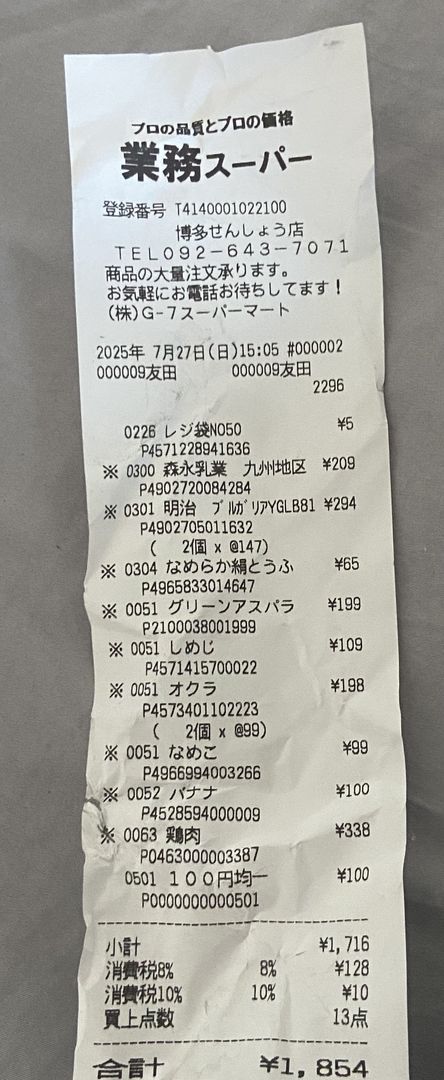 プロの品質とプロの価格
業務スーパー
登録番号 T4140001022100
博多せんしょう店
TEL092-643-7071
商品の大量注文承ります。
お気軽にお電話お待ちしてます!
(株)G-7スーパーマート
2025年 7月27日(日)15:05 #000002
000009友田 000009友田
2296
0226 レジ袋NO50 ¥5
P4571228941636
※ 0300 森永乳業 九州地区 ¥209
P4902720084284
※ 0301 明治 ブルガリアYGLB81 ¥294
P4902705011632
( 2個 x @147)
※ 0304 なめらか絹とうふ ¥65
P4965833014647
※ 0051 グリーンアスパラ ¥199
P2100038001999
※ 0051 しめじ ¥109
P4571415700022
※ 0051 オクラ ¥198
P4573401102223
( 2個 x @99)
※ 0051 なめこ ¥99
P4966994003266
※ 0052 バナナ ¥100
P4528594000009
※ 0063 鶏肉 ¥338
P0463000003387
0501 100円均一 ¥100
P0000000000501
小計 ¥1,716
消費税8% 8% ¥128
消費税10% 10% ¥10
買上点数 13点
合計 ¥1,854